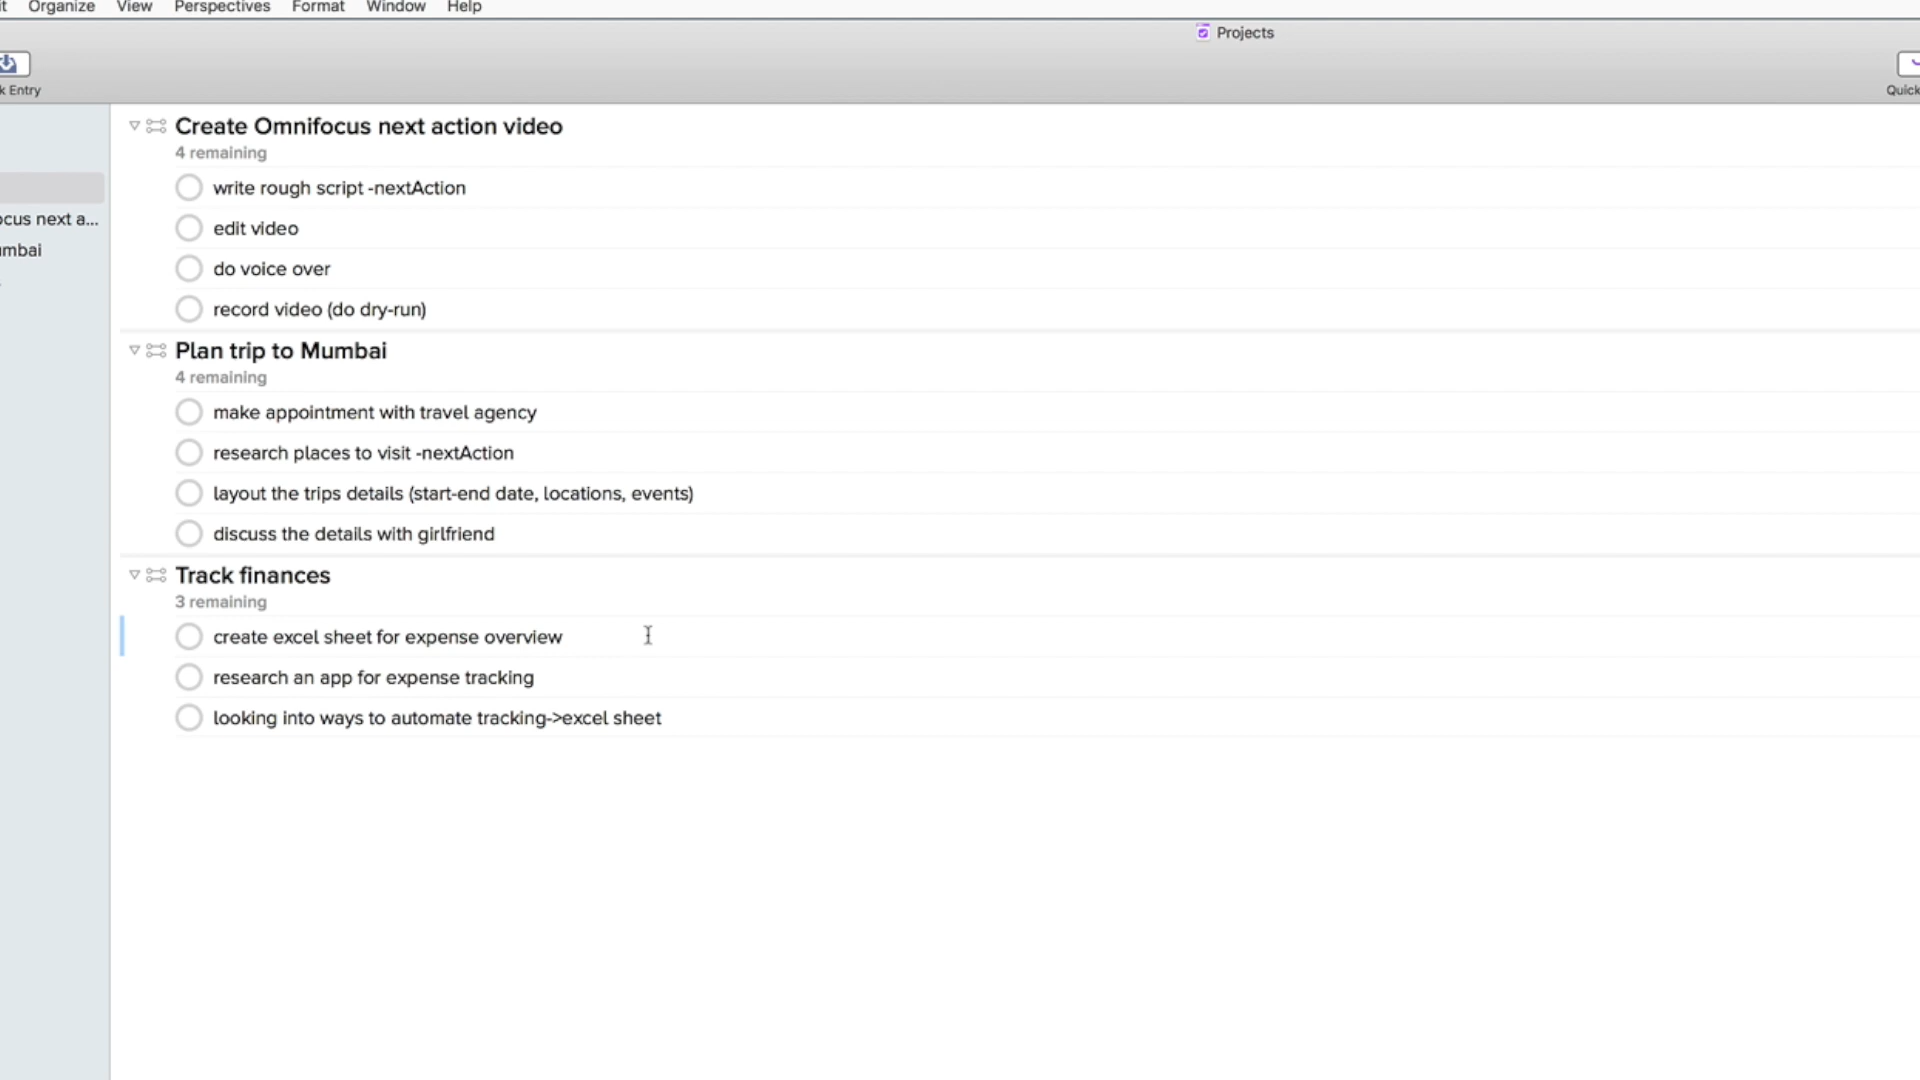 it Organize View Perspectives Format Window Help
Projects
k Entry
Quick
Create Omnifocus next action video
4 remaining
write rough script -nextAction
edit video
ocus next a...
umbai
do voice over
record video (do dry-run)
Plan trip to Mumbai
4 remaining
make appointment with travel agency
research places to visit -nextAction
layout the trips details (start-end date, locations, events)
discuss the details with girlfriend
Track finances
3 remaining
create excel sheet for expense overview
research an app for expense tracking
looking into ways to automate tracking->excel sheet